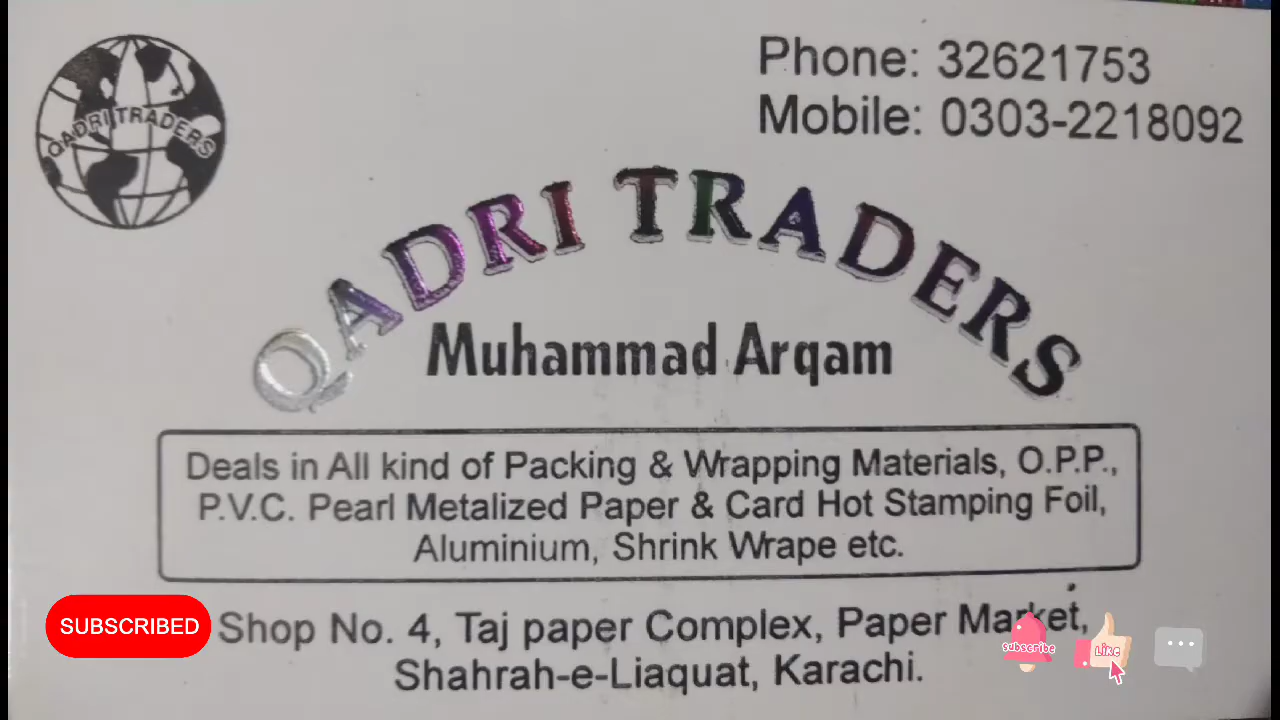 QADRI TRADERS
Phone: 32621753
Mobile: 0303-2218092
QADRI TRADERS
Muhammad Arqam
Deals in All kind of Packing & Wrapping Materials, O.P.P.,
P.V.C. Pearl Metalized Paper & Card Hot Stamping Foil,
Aluminium, Shrink Wrape etc.
Shop No. 4, Taj paper Complex, Paper Market,
Shahrah-e-Liaquat, Karachi.
SUBSCRIBED
subscribe
LIKE